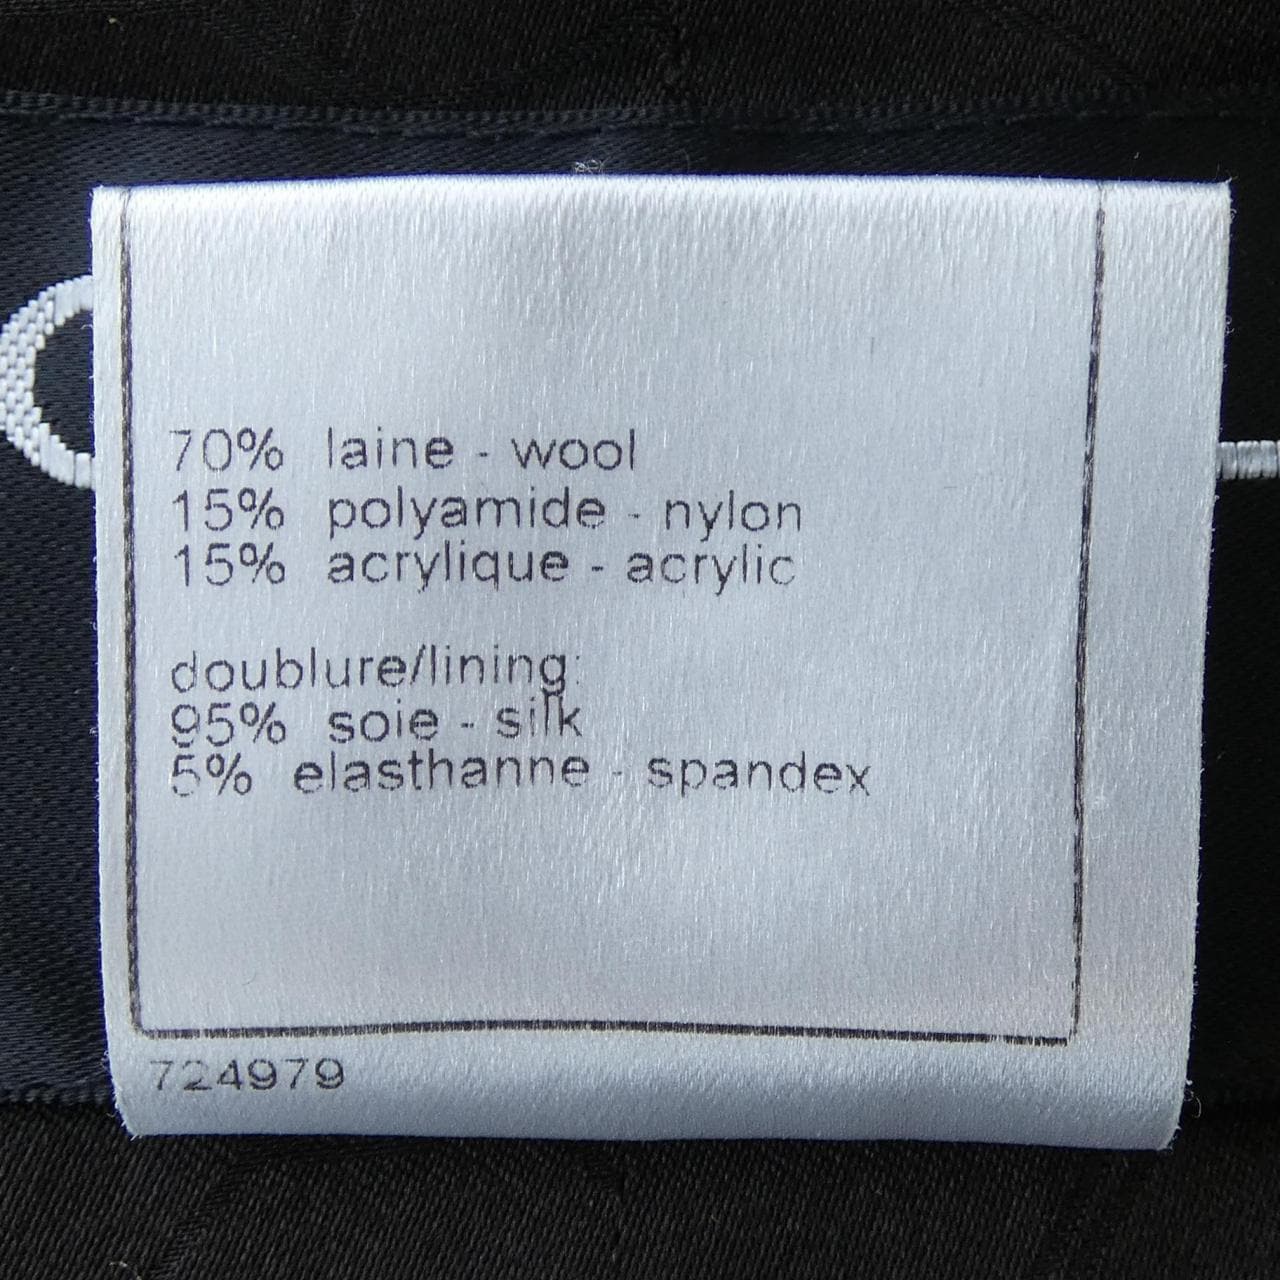 70% laine - wool
15% polyamide - nylon
15% acrylique - acrylic
doublure/lining:
95% soie - silk
5% elasthanne - spandex
724979